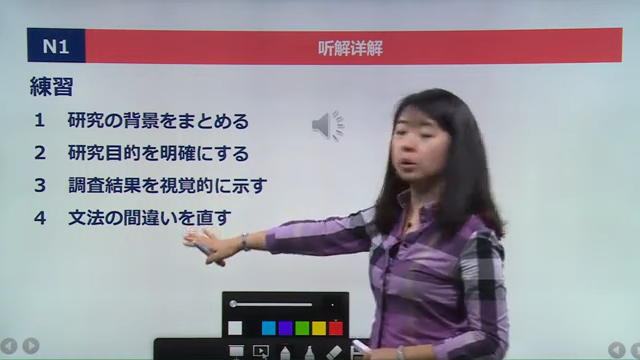 N1
听解详解
練習
1 研究の背景をまとめる
2 研究目的を明確にする
3 調査結果を視覚的に示す
4 文法の間違いを直す